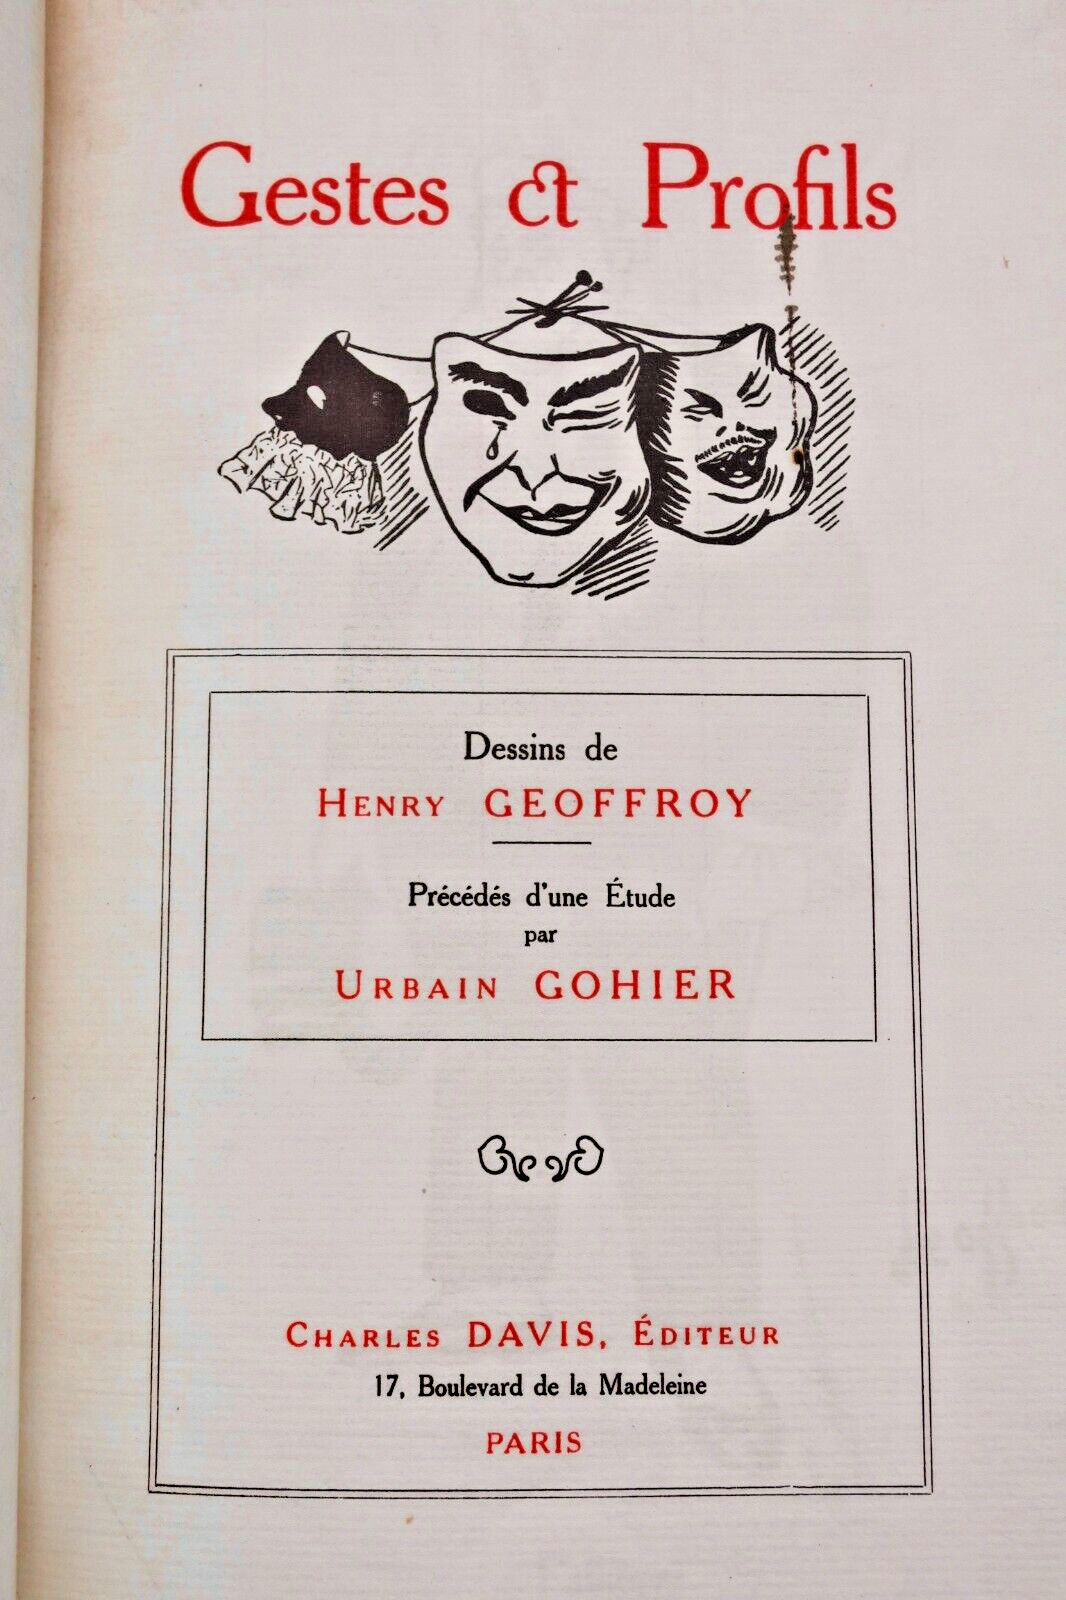 Gestes et Profils
Dessins de
HENRY GEOFFROY
Précédés d'une Étude
par
URBAIN GOHIER
CHARLES DAVIS, ÉDITEUR
17, Boulevard de la Madeleine
PARIS